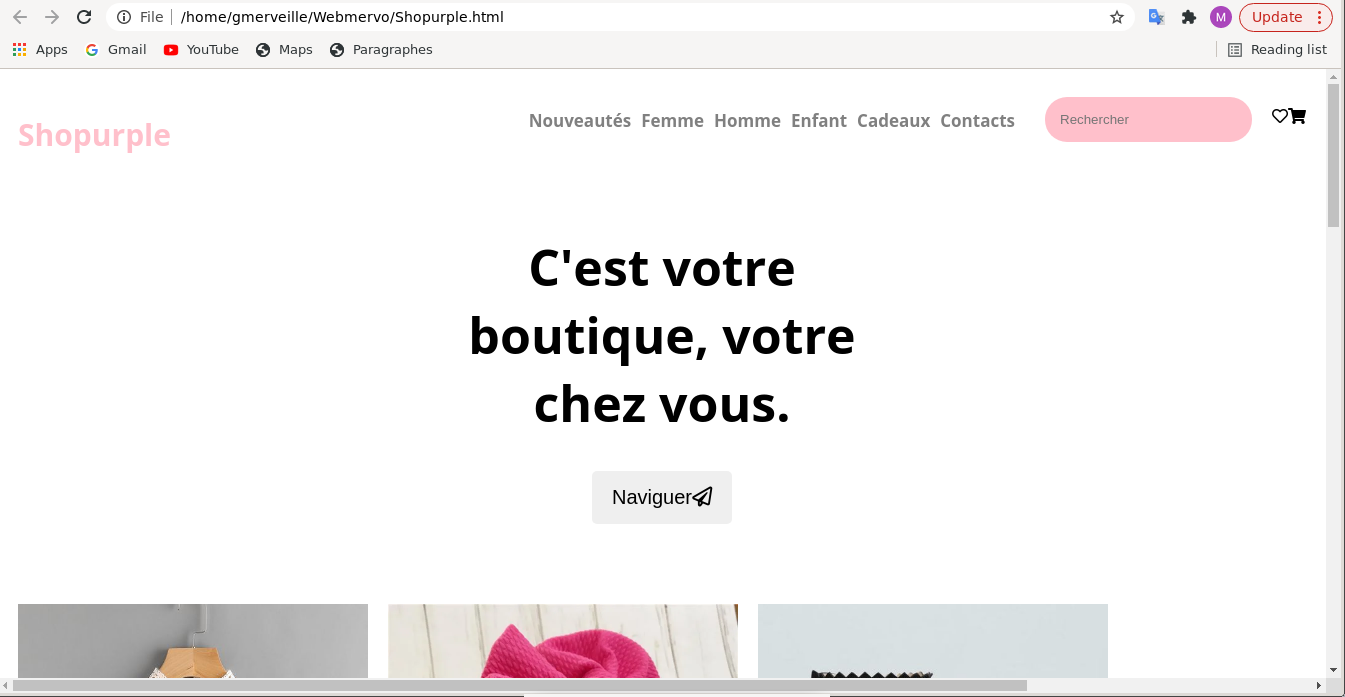 File /home/gmerveille/Webmervo/Shopurple.html M Update
Apps Gmail YouTube Maps Paragraphes Reading list
Shopurple Nouveautés Femme Homme Enfant Cadeaux Contacts Rechercher
C'est votre
boutique, votre
chez vous.
Naviguer